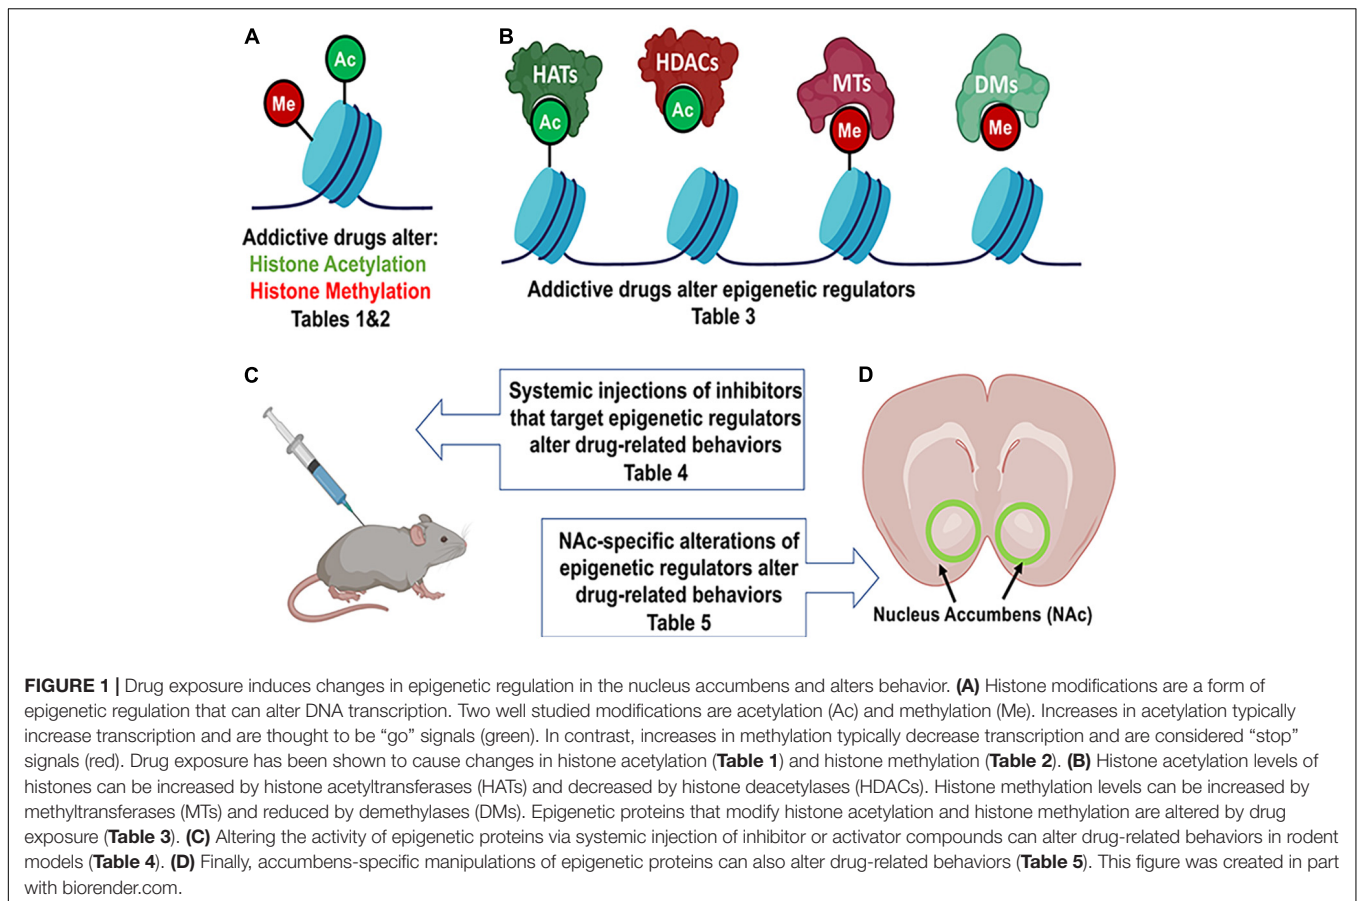 A
Ac
Me
Addictive drugs alter:
Histone Acetylation
Histone Methylation
Tables 1&2
B
HATs
HDACs
MTs
DMs
Ac
Ac
Me
Me
Addictive drugs alter epigenetic regulators
Table 3
C
Systemic injections of inhibitors
that target epigenetic regulators
alter drug-related behaviors
Table 4
NAc-specific alterations of
epigenetic regulators alter
drug-related behaviors
Table 5
D
Nucleus Accumbens (NAc)
FIGURE 1 | Drug exposure induces changes in epigenetic regulation in the nucleus accumbens and alters behavior. (A) Histone modifications are a form of
epigenetic regulation that can alter DNA transcription. Two well studied modifications are acetylation (Ac) and methylation (Me). Increases in acetylation typically
increase transcription and are thought to be “go” signals (green). In contrast, increases in methylation typically decrease transcription and are considered “stop”
signals (red). Drug exposure has been shown to cause changes in histone acetylation (Table 1) and histone methylation (Table 2). (B) Histone acetylation levels of
histones can be increased by histone acetyltransferases (HATs) and decreased by histone deacetylases (HDACs). Histone methylation levels can be increased by
methyltransferases (MTs) and reduced by demethylases (DMs). Epigenetic proteins that modify histone acetylation and histone methylation are altered by drug
exposure (Table 3). (C) Altering the activity of epigenetic proteins via systemic injection of inhibitor or activator compounds can alter drug-related behaviors in rodent
models (Table 4). (D) Finally, accumbens-specific manipulations of epigenetic proteins can also alter drug-related behaviors (Table 5). This figure was created in part
with biorender.com.